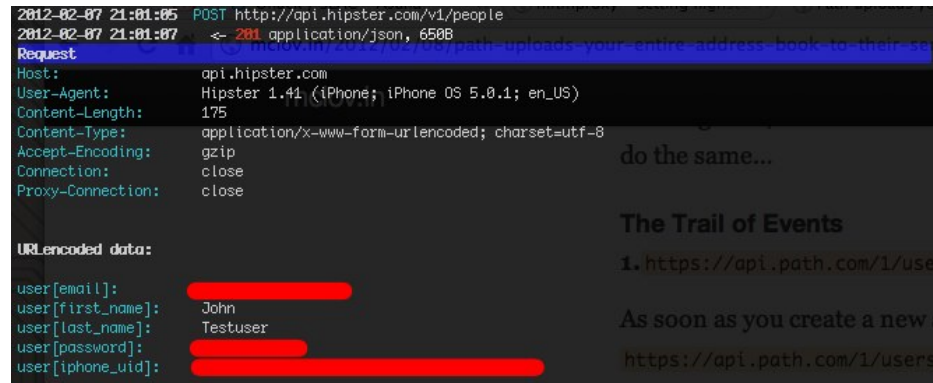 2012-02-07 21:01:05 POST http://api.hipster.com/v1/people
2012-02-07 21:01:07 <- 201 application/json, 650B
mclov.in/2012/02/08/path-uploads-your-entire-address-book-to-their-se
Request
Host: api.hipster.com
User-Agent: Hipster 1.41 (iPhone; iPhone OS 5.0.1; en_US)
mclov.in
Content-Length: 175
Content-Type: application/x-www-form-urlencoded; charset=utf-8
Accept-Encoding: gzip
do the same...
Connection: close
Proxy-Connection: close
The Trail of Events
URLencoded data:
1. https://api.path.com/1/use
user[email]:
user[first_name]: John
user[last_name]: Testuser
As soon as you create a new
user[password]:
user[iphone_uid]:
https://api.path.com/1/users